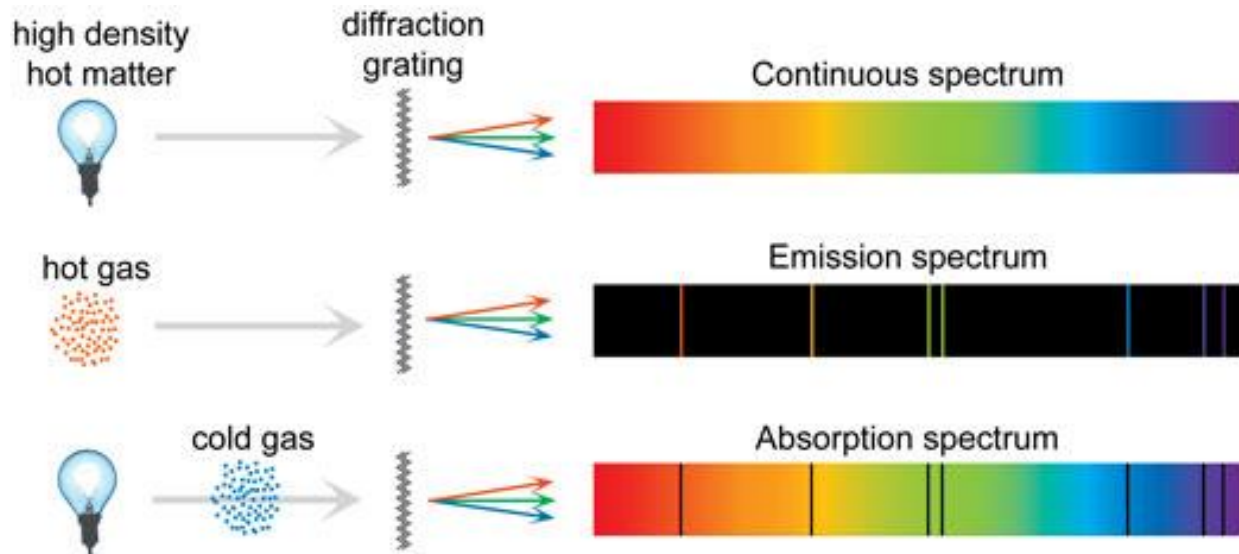 high density
hot matter
diffraction
grating
Continuous spectrum
hot gas
Emission spectrum
cold gas
Absorption spectrum